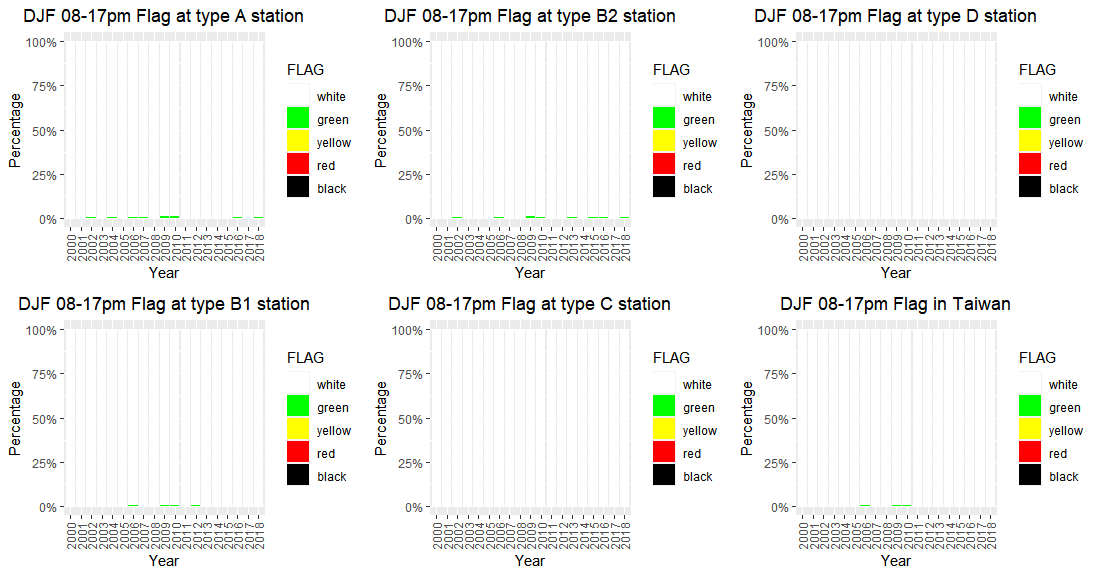 DJF 08-17pm Flag at type A station
100%
75%
50%
25%
0%
Percentage
2000
2001
2002
2003
2004
2005
2006
2007
2008
2009
2010
2011
2012
2013
2014
2015
2016
2017
2018
Year
FLAG
white
green
yellow
red
black
DJF 08-17pm Flag at type B2 station
100%
75%
50%
25%
0%
Percentage
2000
2001
2002
2003
2004
2005
2006
2007
2008
2009
2010
2011
2012
2013
2014
2015
2016
2017
2018
Year
FLAG
white
green
yellow
red
black
DJF 08-17pm Flag at type D station
100%
75%
50%
25%
0%
Percentage
2000
2001
2002
2003
2004
2005
2006
2007
2008
2009
2010
2011
2012
2013
2014
2015
2016
2017
2018
Year
FLAG
white
green
yellow
red
black
DJF 08-17pm Flag at type B1 station
100%
75%
50%
25%
0%
Percentage
2000
2001
2002
2003
2004
2005
2006
2007
2008
2009
2010
2011
2012
2013
2014
2015
2016
2017
2018
Year
FLAG
white
green
yellow
red
black
DJF 08-17pm Flag at type C station
100%
75%
50%
25%
0%
Percentage
2000
2001
2002
2003
2004
2005
2006
2007
2008
2009
2010
2011
2012
2013
2014
2015
2016
2017
2018
Year
FLAG
white
green
yellow
red
black
DJF 08-17pm Flag in Taiwan
100%
75%
50%
25%
0%
Percentage
2000
2001
2002
2003
2004
2005
2006
2007
2008
2009
2010
2011
2012
2013
2014
2015
2016
2017
2018
Year
FLAG
white
green
yellow
red
black